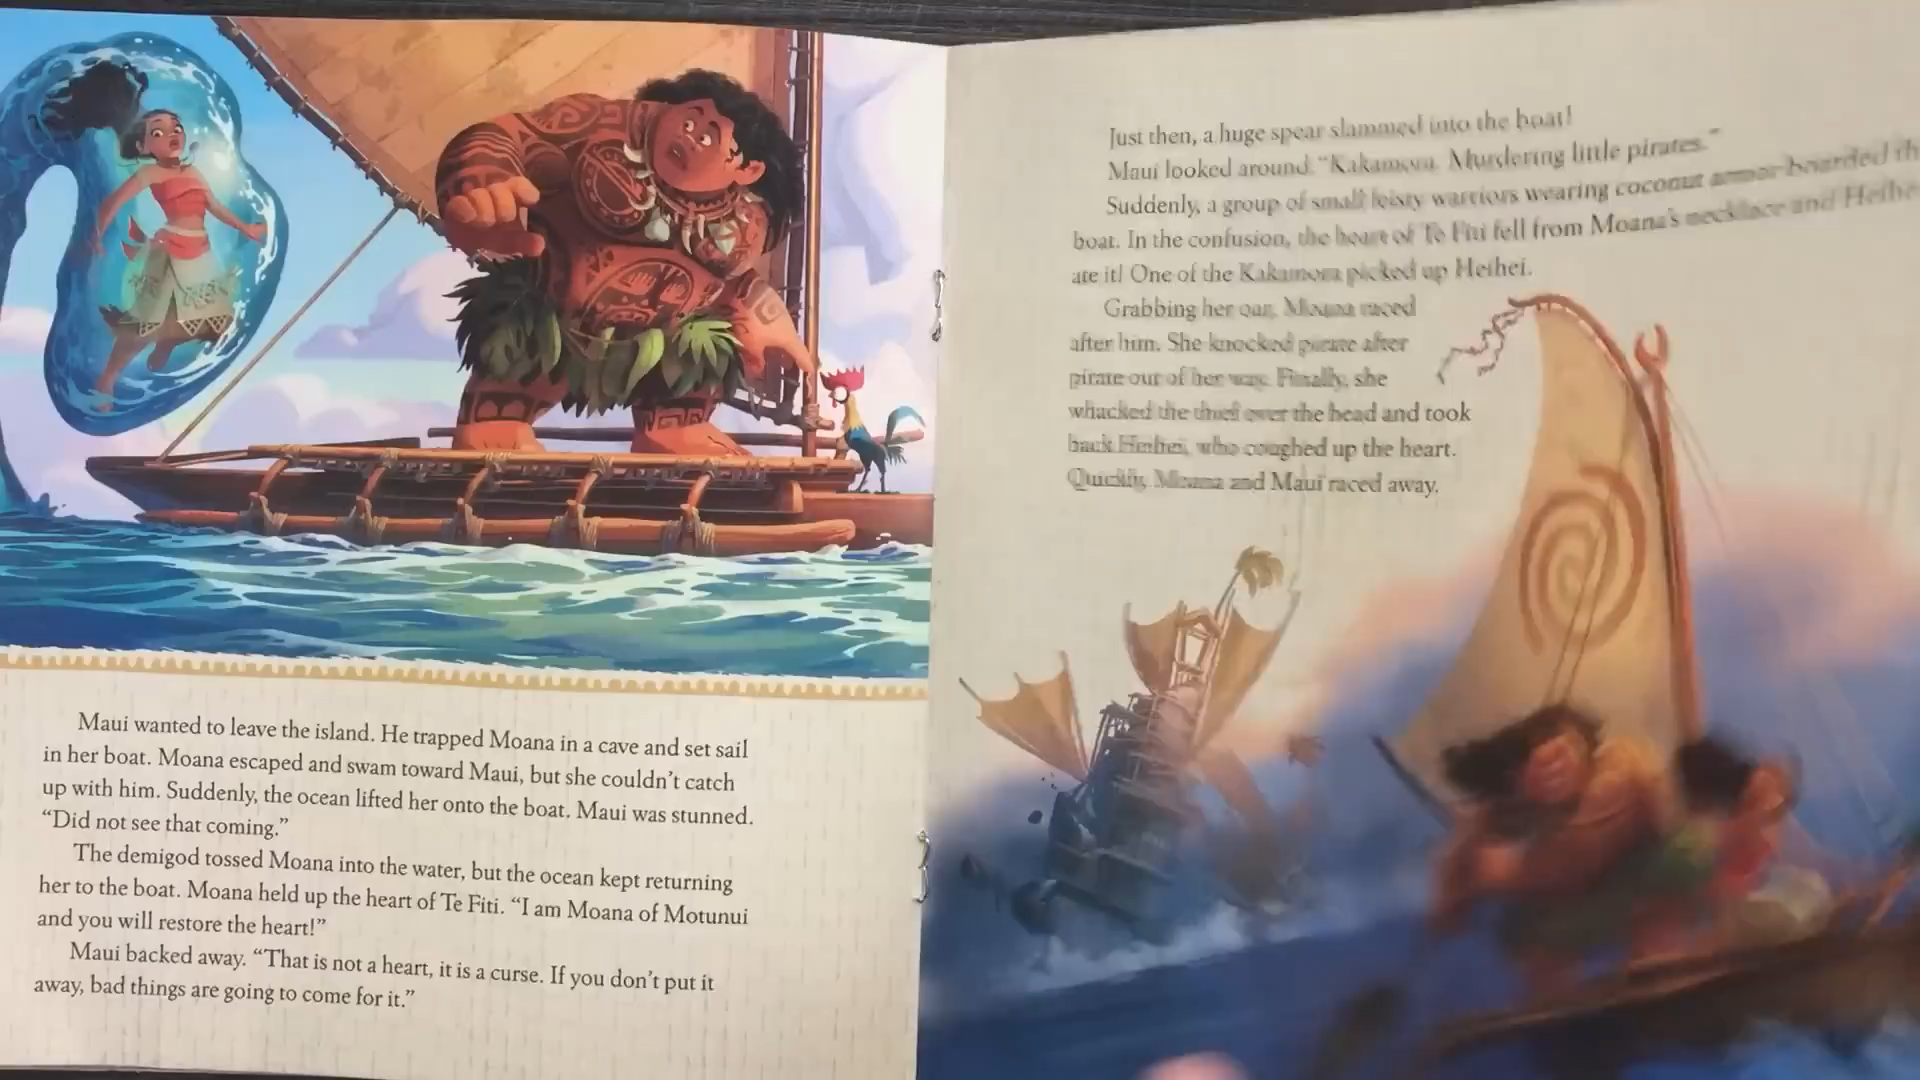 Maui wanted to leave the island. He trapped Moana in a cave and set sail
in her boat. Moana escaped and swam toward Maui, but she couldn't catch
up with him. Suddenly, the ocean lifted her onto the boat. Maui was stunned.
“Did not see that coming.”
The demigod tossed Moana into the water, but the ocean kept returning
her to the boat. Moana held up the heart of Te Fiti. “I am Moana of Motunui
and you will restore the heart!”
Maui backed away. “That is not a heart, it is a curse. If you don't put it
away, bad things are going to come for it.”
Just then, a huge spear slammed into the boat!
Maui looked around. “Kakamora. Murdering little pirates.”
Suddenly, a group of small feisty warriors wearing coconut armor boarded
boat. In the confusion, the heart of Te Fiti fell from Moana's necklace and
ate it! One of the Kakamora picked up Heihei.
Grabbing her oar, Moana raced
after him. She knocked pirate after
pirate out of her way. Finally, she
whacked the thief over the head and took
back Heihei, who coughed up the heart.
Quickly, Moana and Maui raced away.